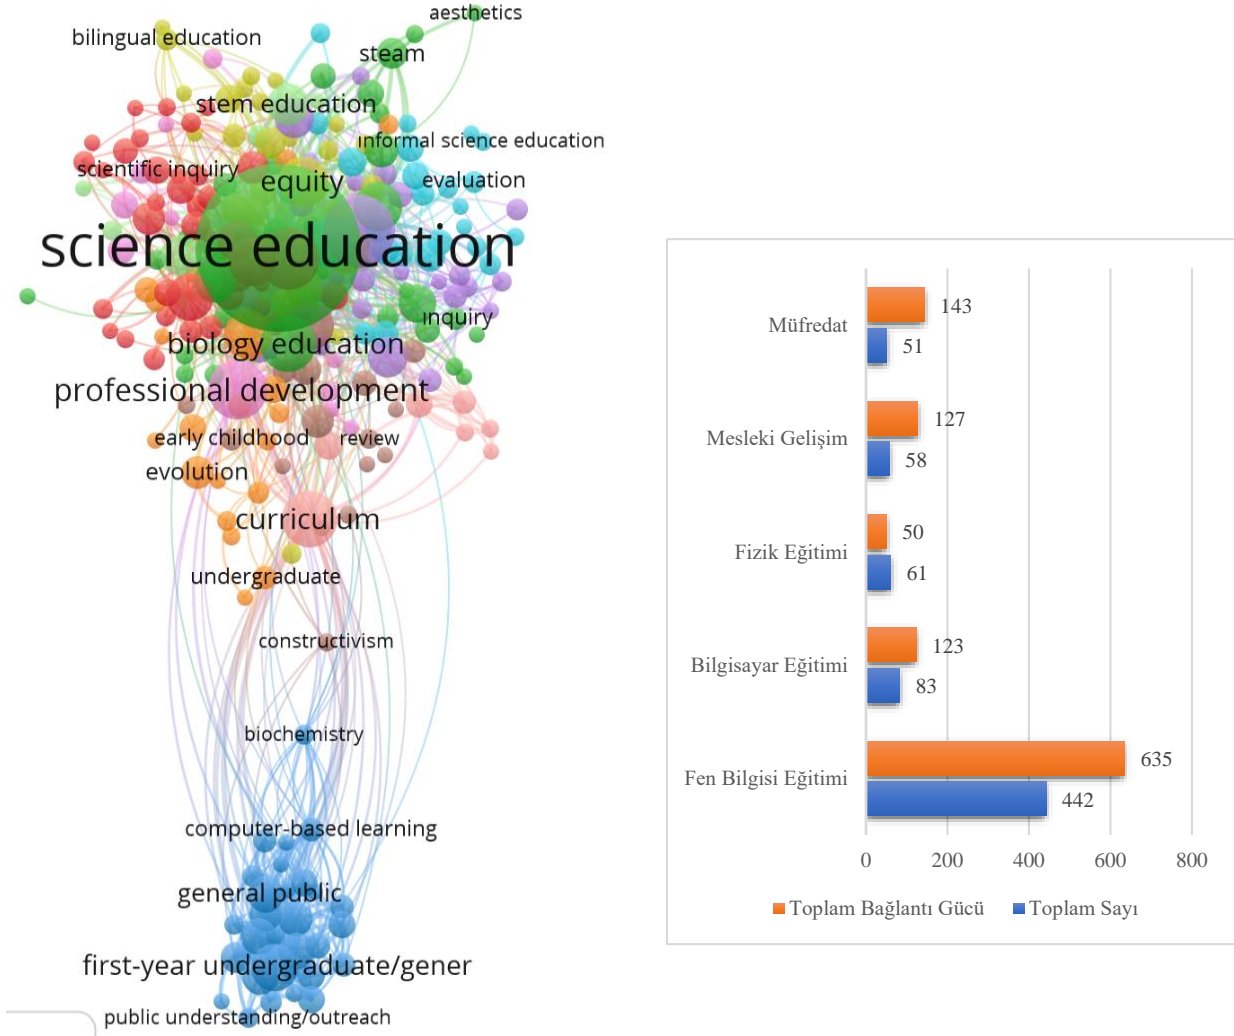 aesthetics
bilingual education
steam
stem education
informal science education
scientific inquiry
equity
evaluation
science education
inquiry
biology education
professional development
early childhood
review
evolution
curriculum
undergraduate
constructivism
biochemistry
computer-based learning
general public
first-year undergraduate/gener
public understanding/outreach
Müfredat
143
51
Mesleki Gelişim
127
58
Fizik Eğitimi
50
61
Bilgisayar Eğitimi
123
83
Fen Bilgisi Eğitimi
635
442
0 200 400 600 800
Toplam Bağlantı Gücü Toplam Sayı